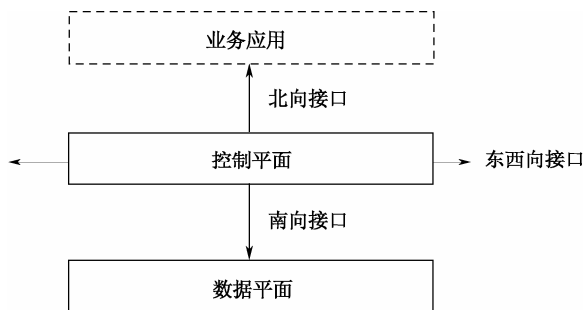 业务应用
北向接口
控制平面
东西向接口
南向接口
数据平面